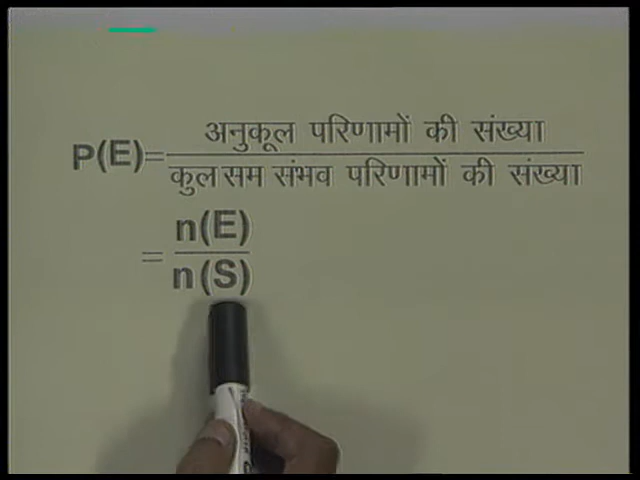 P(E)= अनुकूल परिणामों की संख्या
कुल सम संभव परिणामों की संख्या
= n(E)
n(S)